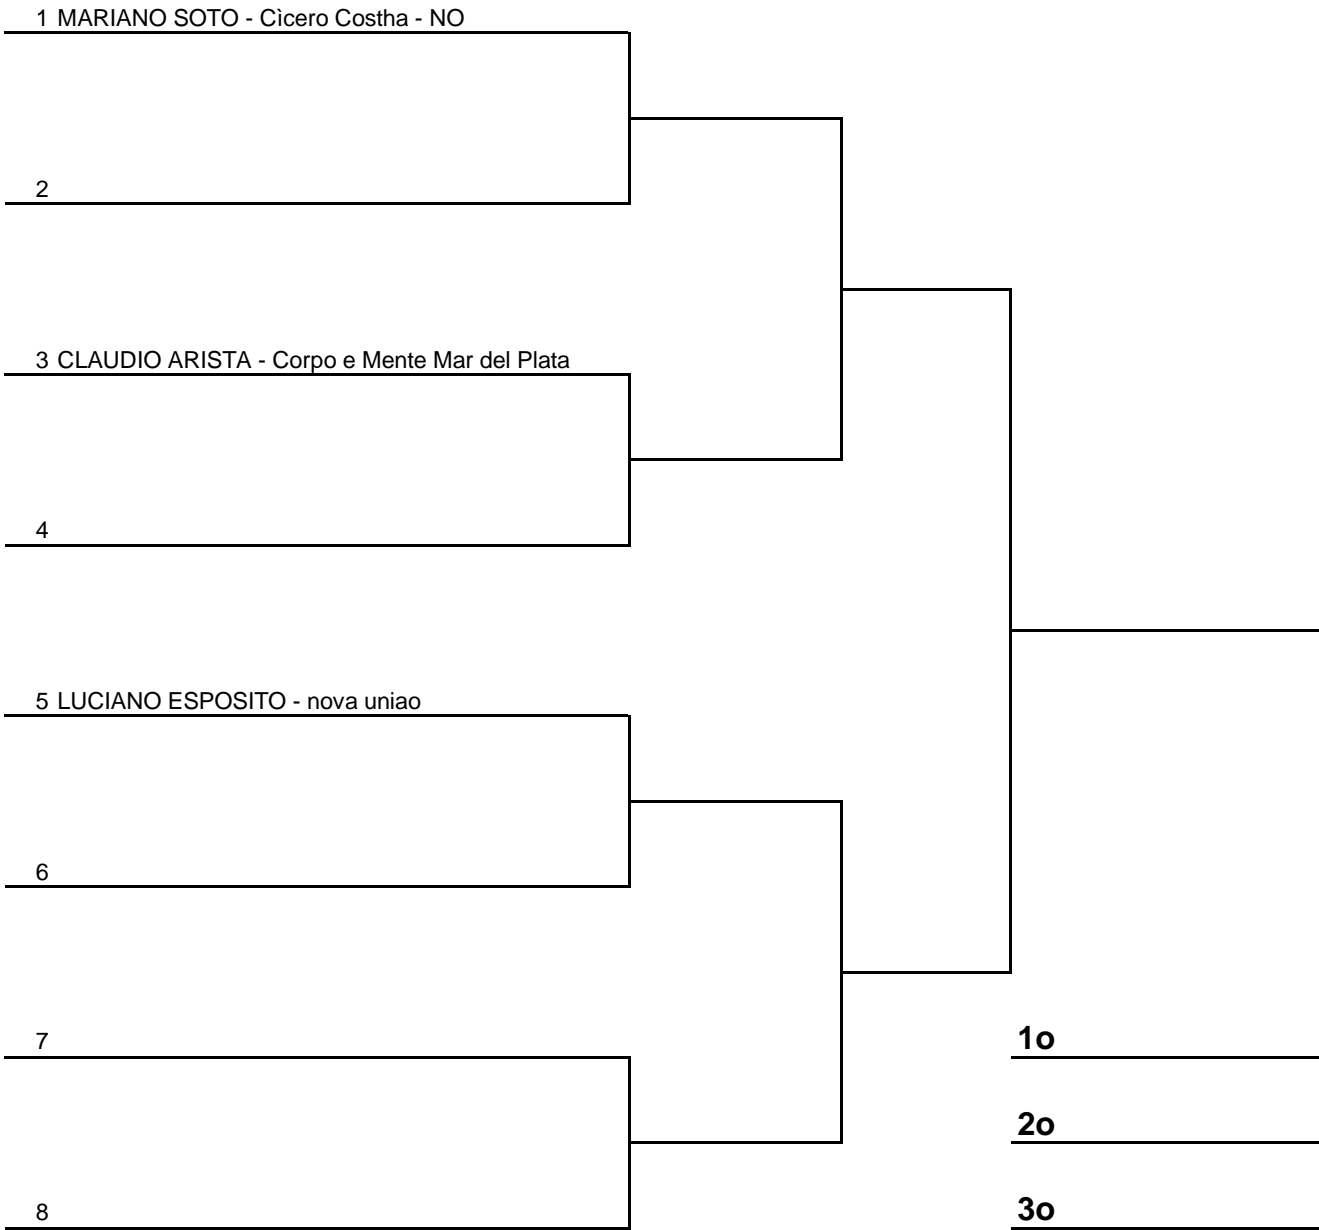 1 MARIANO SOTO - Cìcero Costha - NO
2
3 CLAUDIO ARISTA - Corpo e Mente Mar del Plata
4
5 LUCIANO ESPOSITO - nova uniao
6
7
8
1o
2o
3o